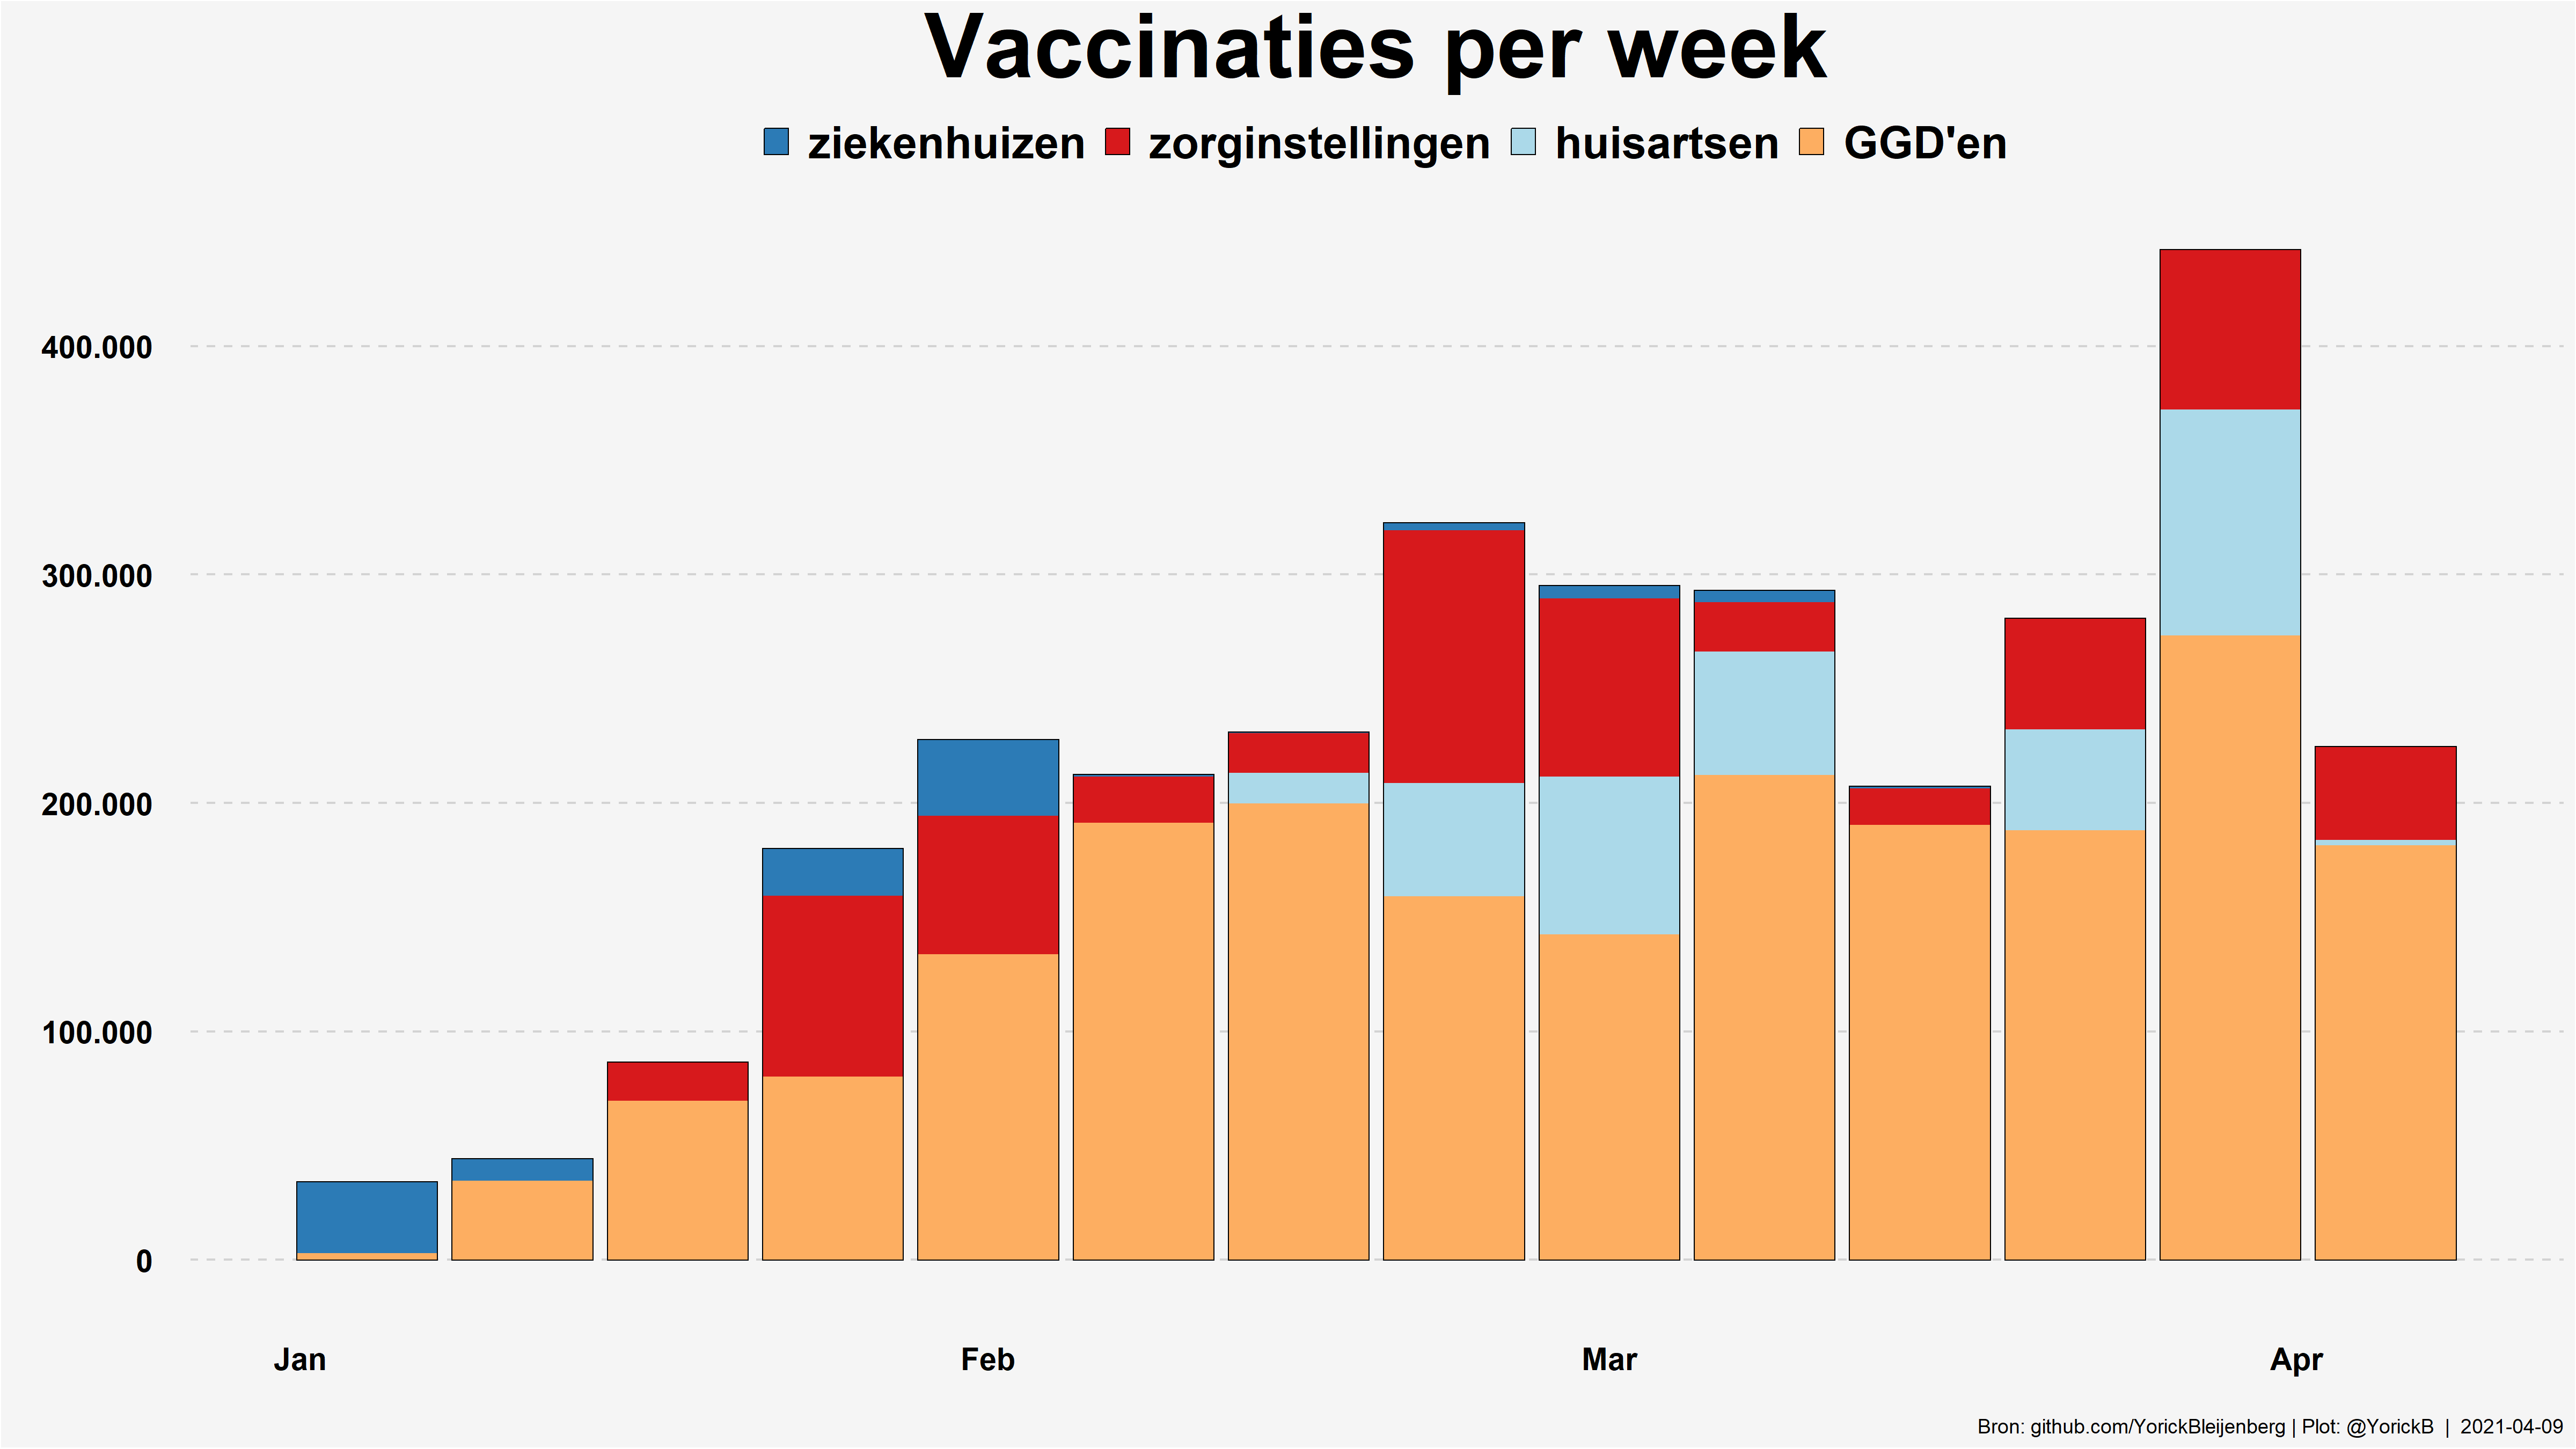 Vaccinaties per week
ziekenhuizen zorginstellingen huisartsen GGD'en
400.000
300.000
200.000
100.000
0
Jan Feb Mar Apr
Bron: github.com/YorickBleijenberg | Plot: @YorickB | 2021-04-09